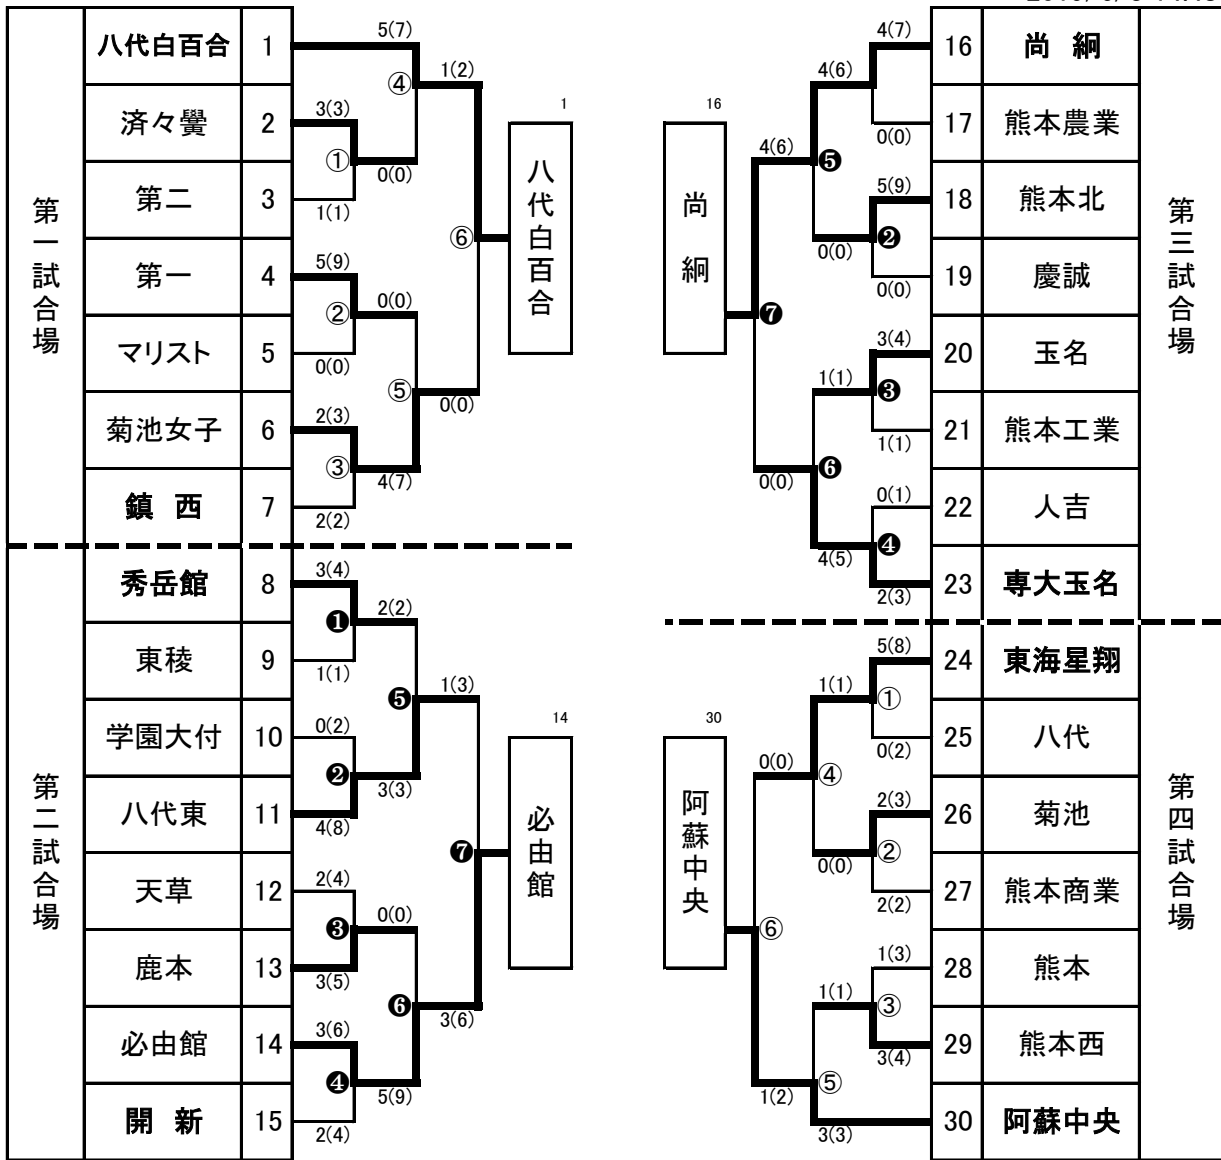 第一試合場
八代白百合 1
済々黌 2
第二 3
第一 4
マリスト 5
菊池女子 6
鎮 西 7
5(7)
3(3)
①
1(1)
0(0)
④
1(2)
5(9)
②
0(0)
0(0)
⑤
2(3)
③
2(2)
4(7)
0(0)
⑥
1
八代白百合
第二試合場
秀岳館 8
東稜 9
学園大付 10
八代東 11
天草 12
鹿本 13
必由館 14
開 新 15
3(4)
❶
1(1)
2(2)
0(2)
❷
4(8)
3(3)
❺
1(3)
2(4)
❸
3(5)
0(0)
3(6)
❹
2(4)
5(9)
❻
3(6)
❼
14
必由館
第三試合場
16 尚 絅
17 熊本農業
18 熊本北
19 慶誠
20 玉名
21 熊本工業
22 人吉
23 専大玉名
4(7)
0(0)
4(6)
5(9)
❷
0(0)
0(0)
❺
4(6)
3(4)
❸
1(1)
1(1)
0(1)
❹
2(3)
4(5)
❻
0(0)
❼
16
尚 絅
第四試合場
24 東海星翔
25 八代
26 菊池
27 熊本商業
28 熊本
29 熊本西
30 阿蘇中央
5(8)
①
0(2)
1(1)
2(3)
②
2(2)
0(0)
④
0(0)
1(3)
③
3(4)
1(1)
3(3)
⑤
1(2)
⑥
30
阿蘇中央